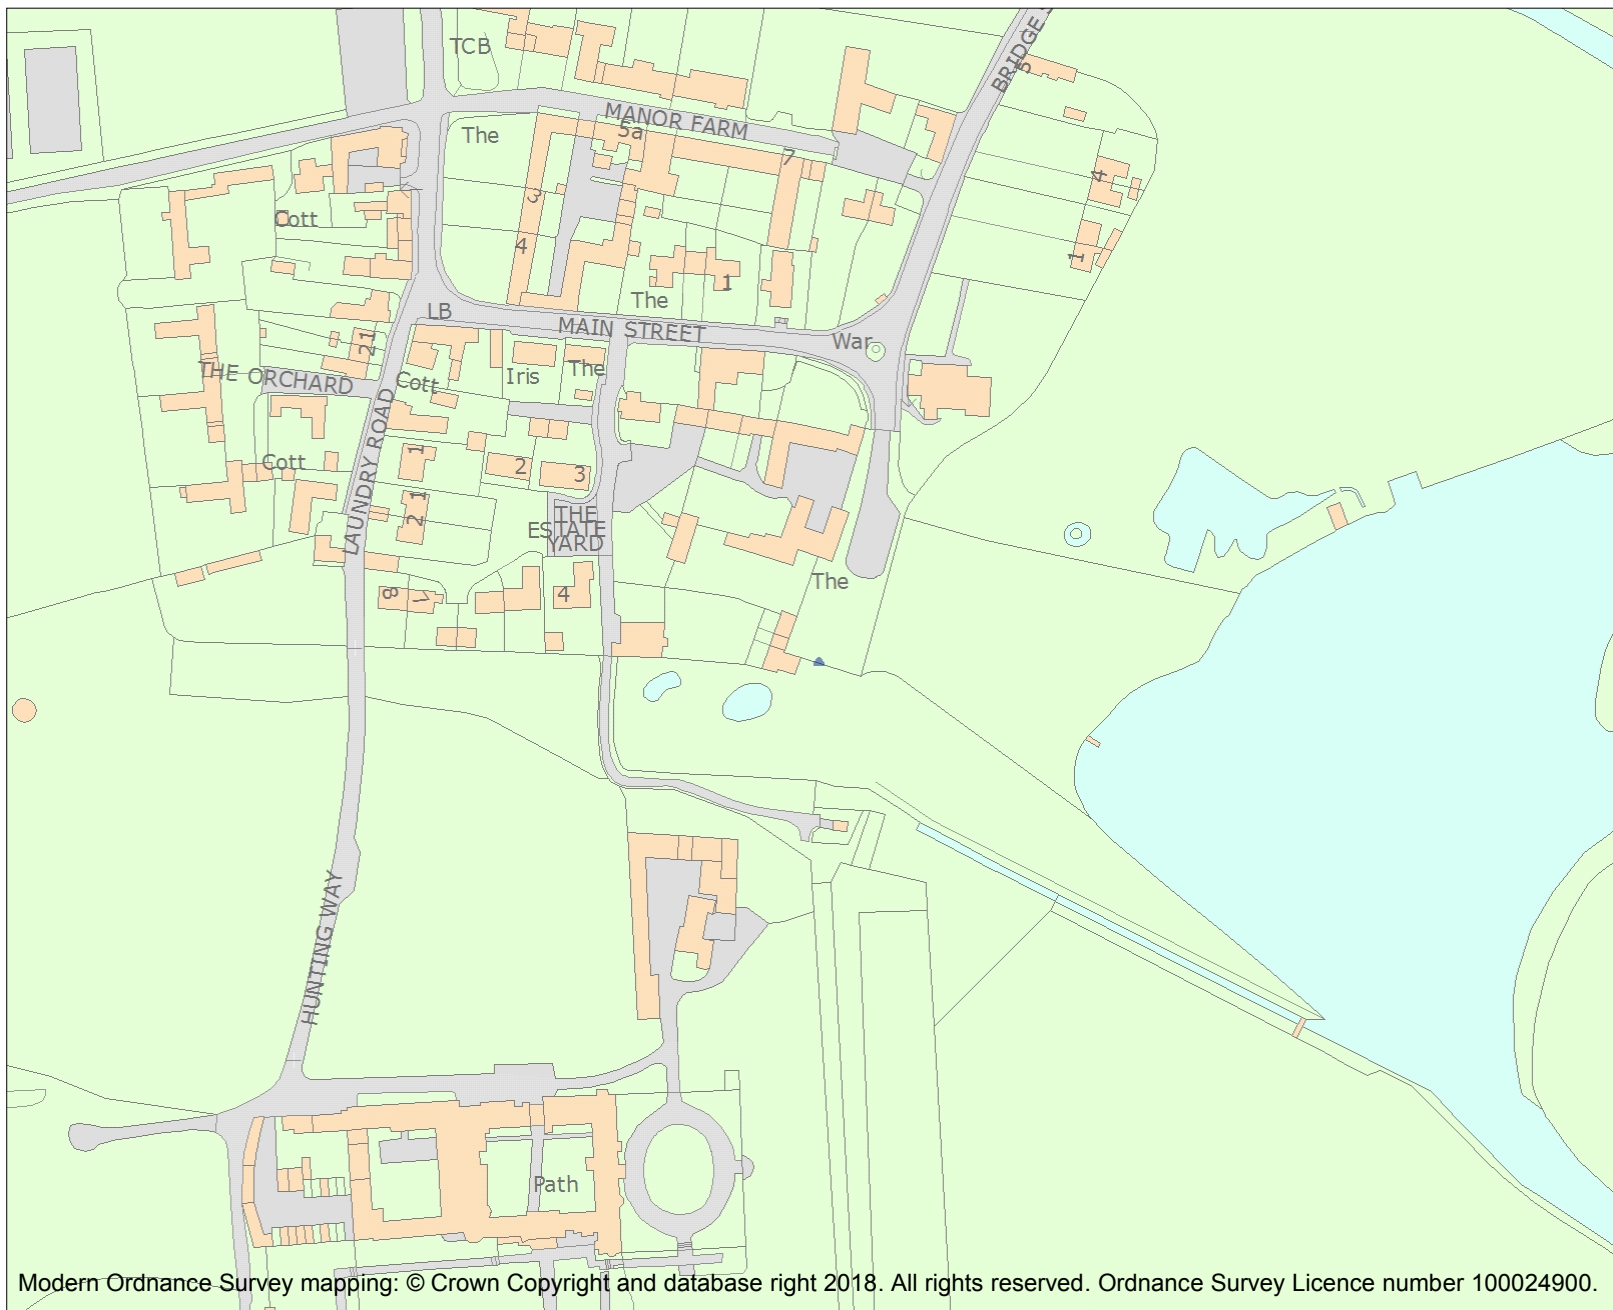 TCB
BRIDGE
5
MANOR FARM
The
5a
7
3
4
4
Cott
1
1
The
LB
MAIN STREET
War
21
THE ORCHARD
Cott
Iris
The
LAUNDRY ROAD
Cott
1
2
3
2 1
THE
ESTATE
YARD
The
8
7
4
HUNTING WAY
Path
Modern Ordnance Survey mapping: © Crown Copyright and database right 2018. All rights reserved. Ordnance Survey Licence number 100024900.